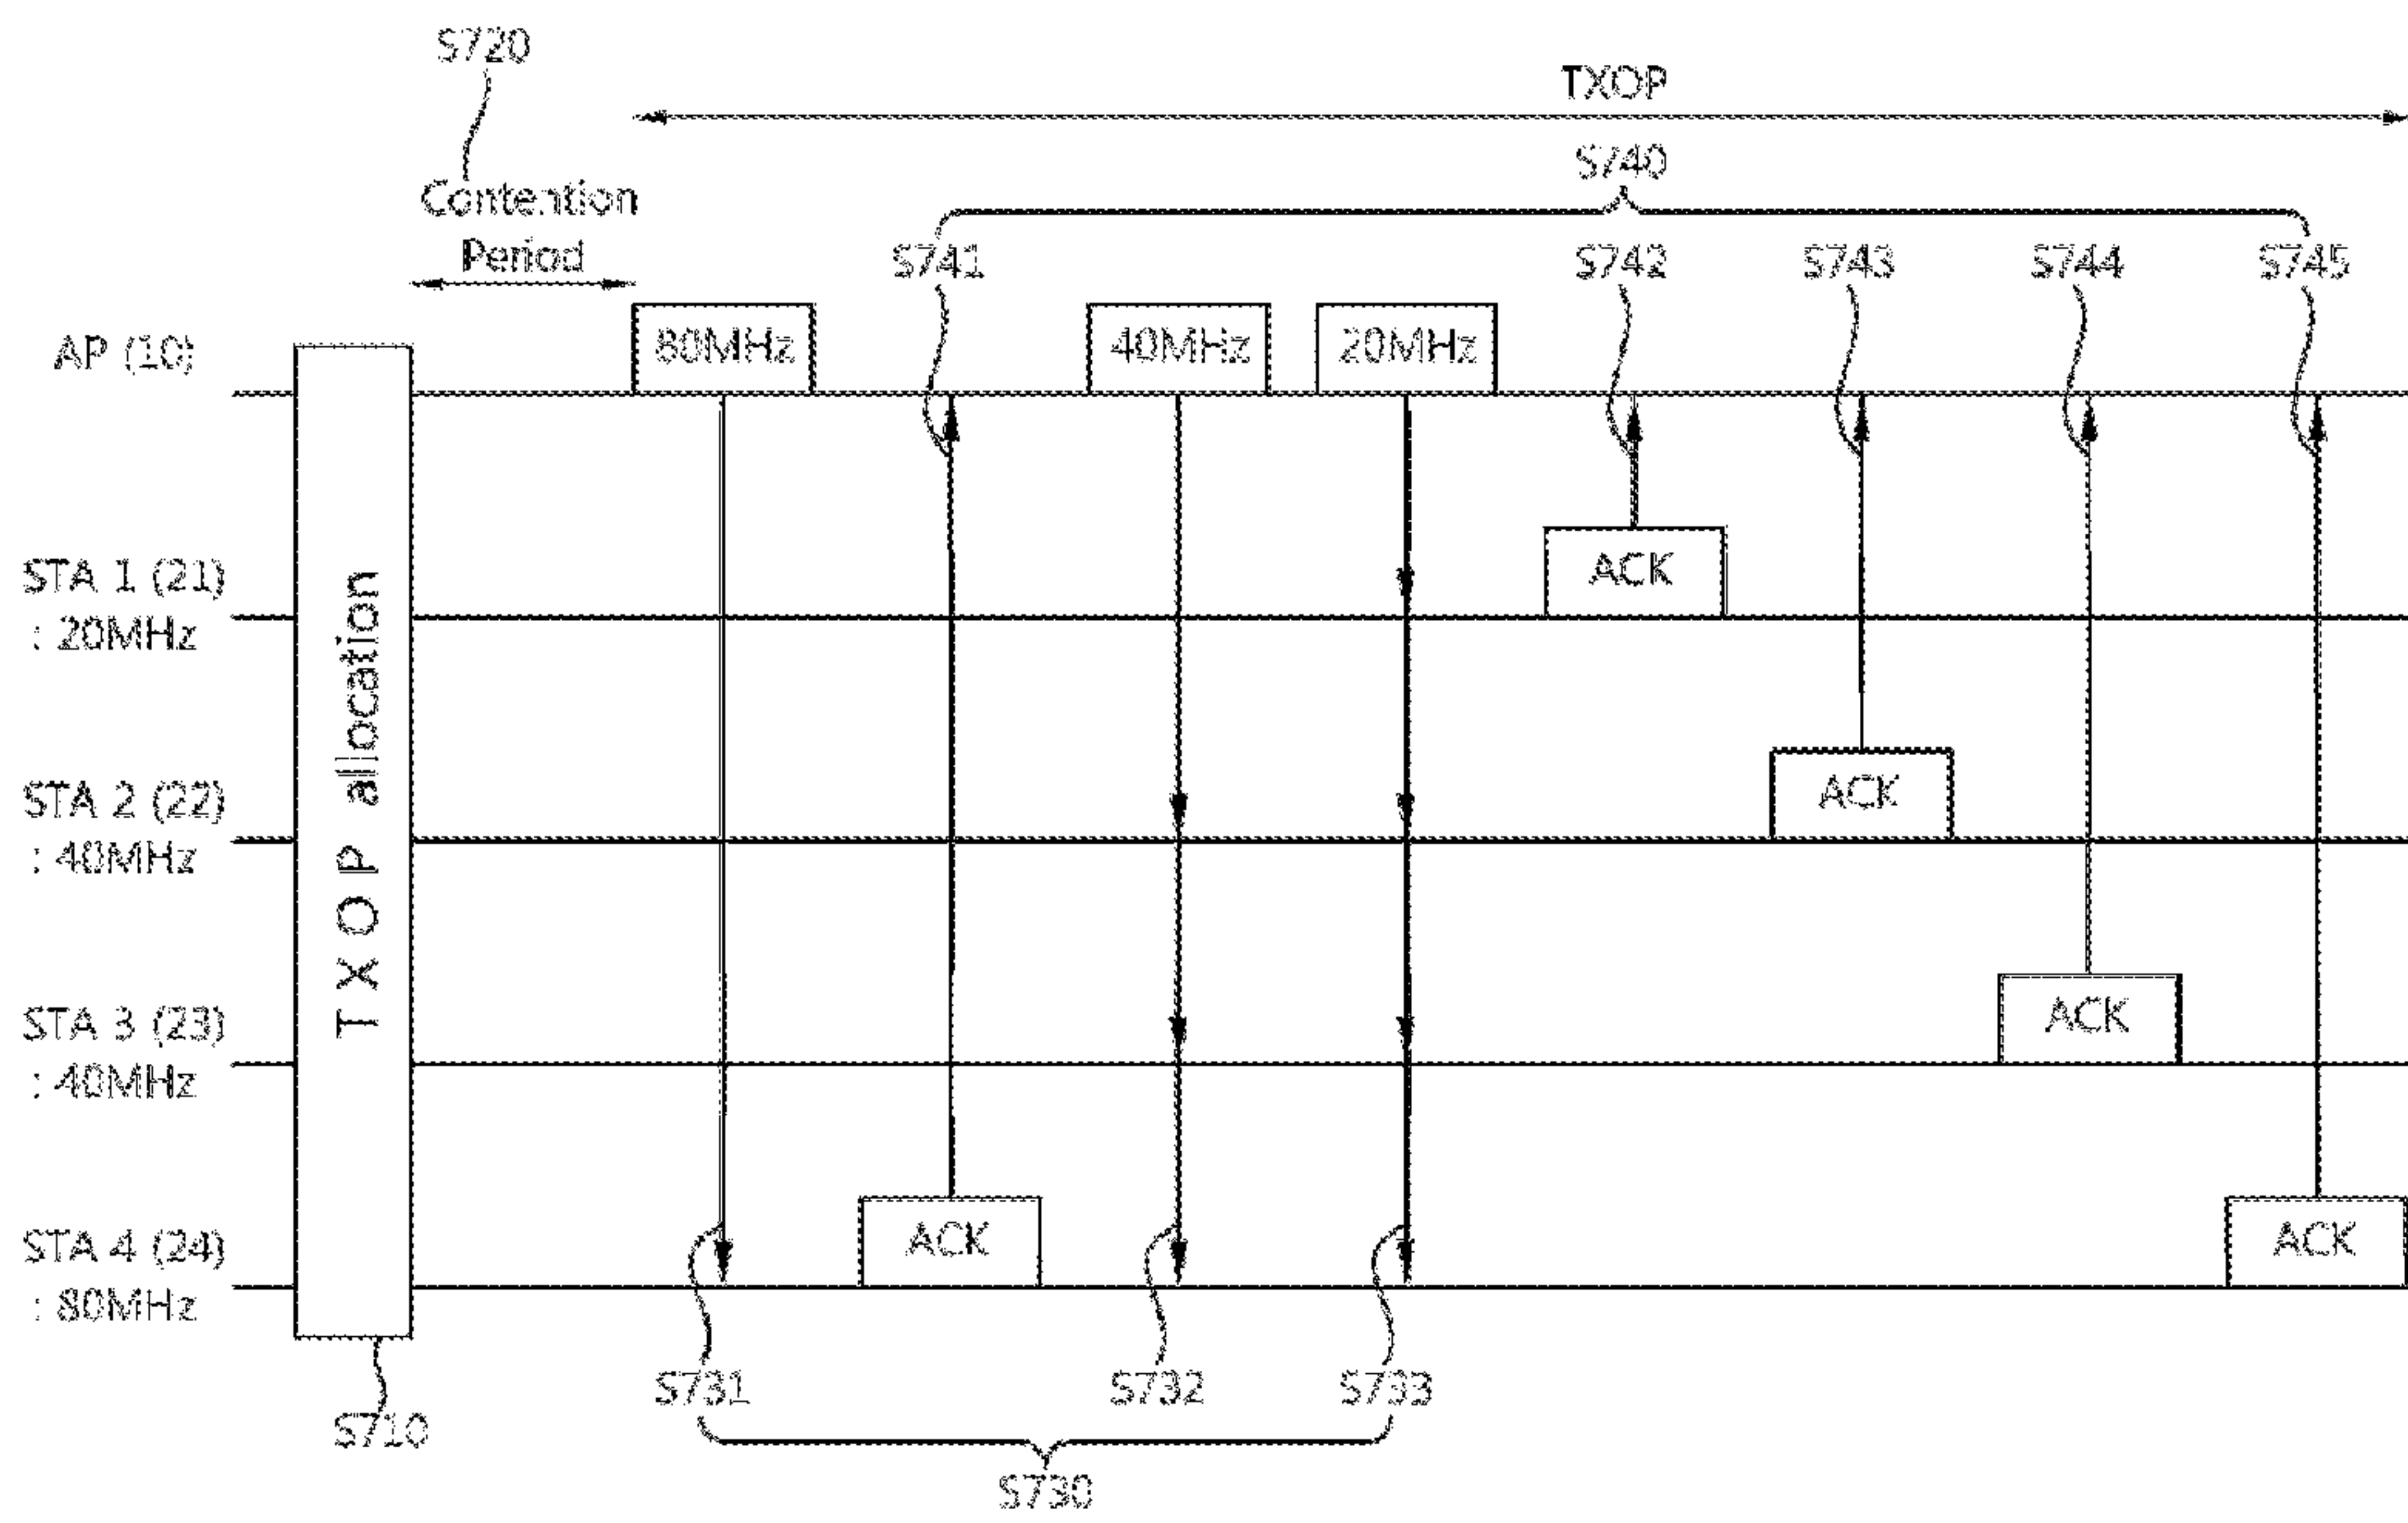 S720
TXOP
S740
Contention
Period
S741
S742
S743
S744
S745
AP (10)
80MHz
40MHz
20MHz
STA 1 (21)
: 20MHz
ACK
STA 2 (22)
: 40MHz
ACK
STA 3 (23)
: 40MHz
ACK
STA 4 (24)
: 80MHz
ACK
ACK
TXOP allocation
S731
S732
S733
S710
S730